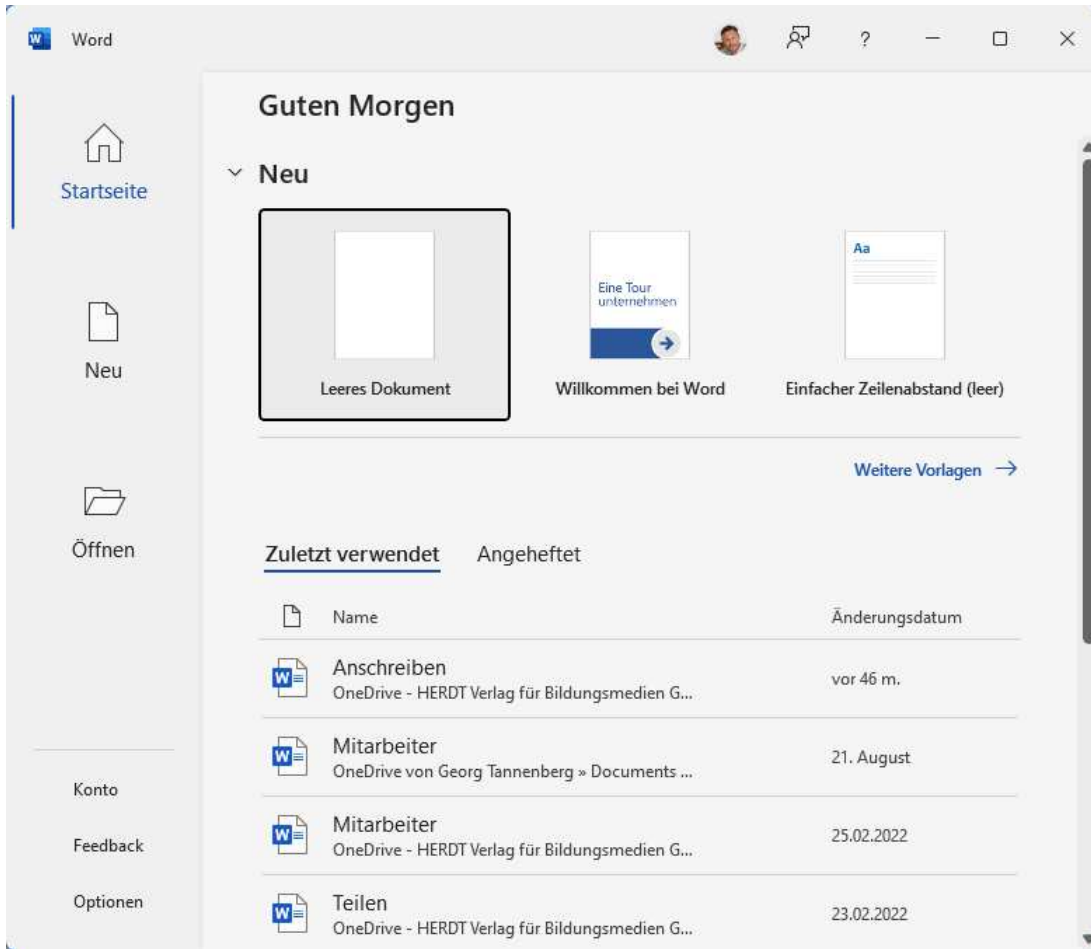 Word
?
Guten Morgen
Startseite
Neu
Öffnen
Konto
Feedback
Optionen
Neu
Leeres Dokument
Eine Tour
unternehmen
Willkommen bei Word
Aa
Einfacher Zeilenabstand (leer)
Weitere Vorlagen
Zuletzt verwendet Angeheftet
Name Änderungsdatum
Anschreiben
OneDrive - HERDT Verlag für Bildungsmedien G...
vor 46 m.
Mitarbeiter
OneDrive von Georg Tannenberg » Documents ...
21. August
Mitarbeiter
OneDrive - HERDT Verlag für Bildungsmedien G...
25.02.2022
Teilen
OneDrive - HERDT Verlag für Bildungsmedien G...
23.02.2022